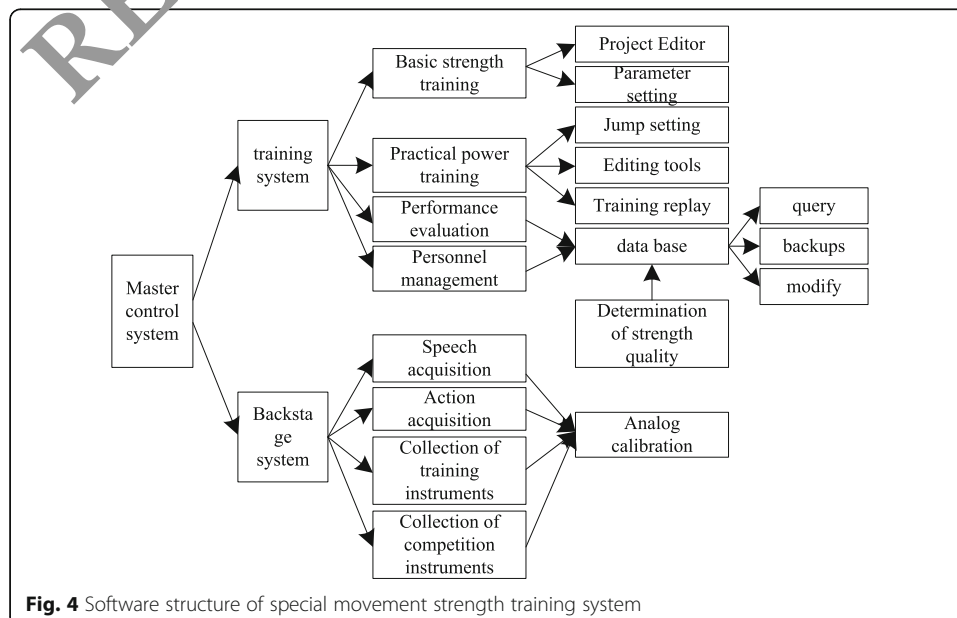 RE
Basic strength
training
Project Editor
Parameter
setting
training
system
Practical power
training
Jump setting
Editing tools
Training replay
Performance
evaluation
Personnel
management
data base
query
backups
modify
Master
control
system
Determination
of strength
quality
Backsta
ge
system
Speech
acquisition
Action
acquisition
Collection of
training
instruments
Collection of
competition
instruments
Analog
calibration
Fig. 4 Software structure of special movement strength training system